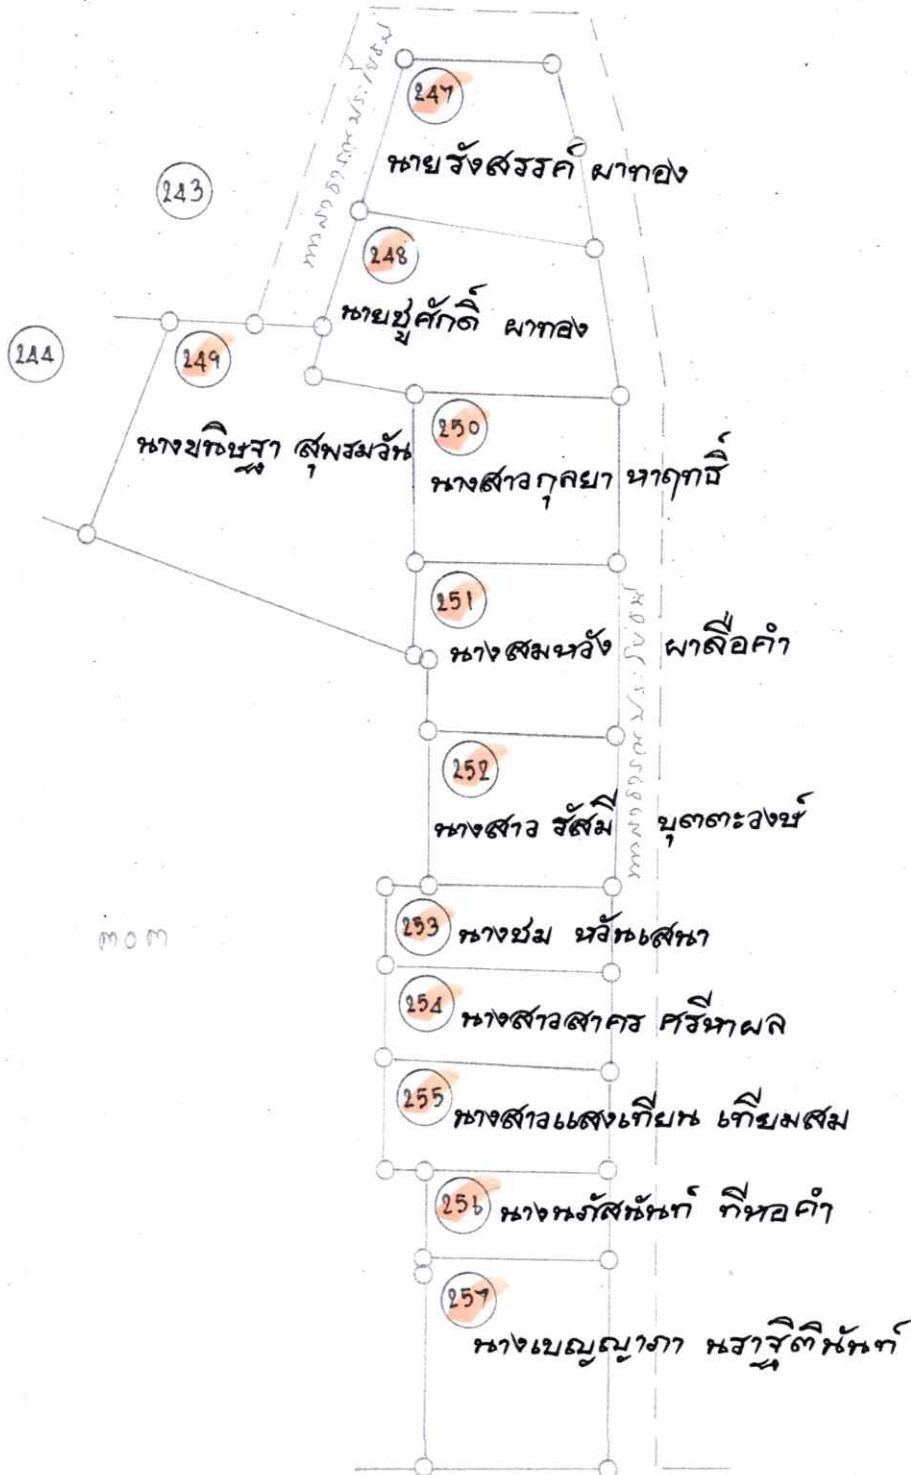 247
นายรังสรรค์ ผาทอง
243
248
นายชูศักดิ์ ผาทอง
244
249
250
นางขนิษฐา สุพรมวัน
นางสาวกุลยา หาฤทธิ์
251
นางสมหวัง ผาลือคำ
252
นางสาว รัสมี บุตตะวงษ์
253 นางชม หวันเสนา
๓๐๓
254 นางสาวสาคร ศรีหาผล
255 นางสาวแสงเทียน เทียมสม
256 นางนภัสนันท์ ทีหอคำ
257
นางเบญญาภา นราฐิตินันท์